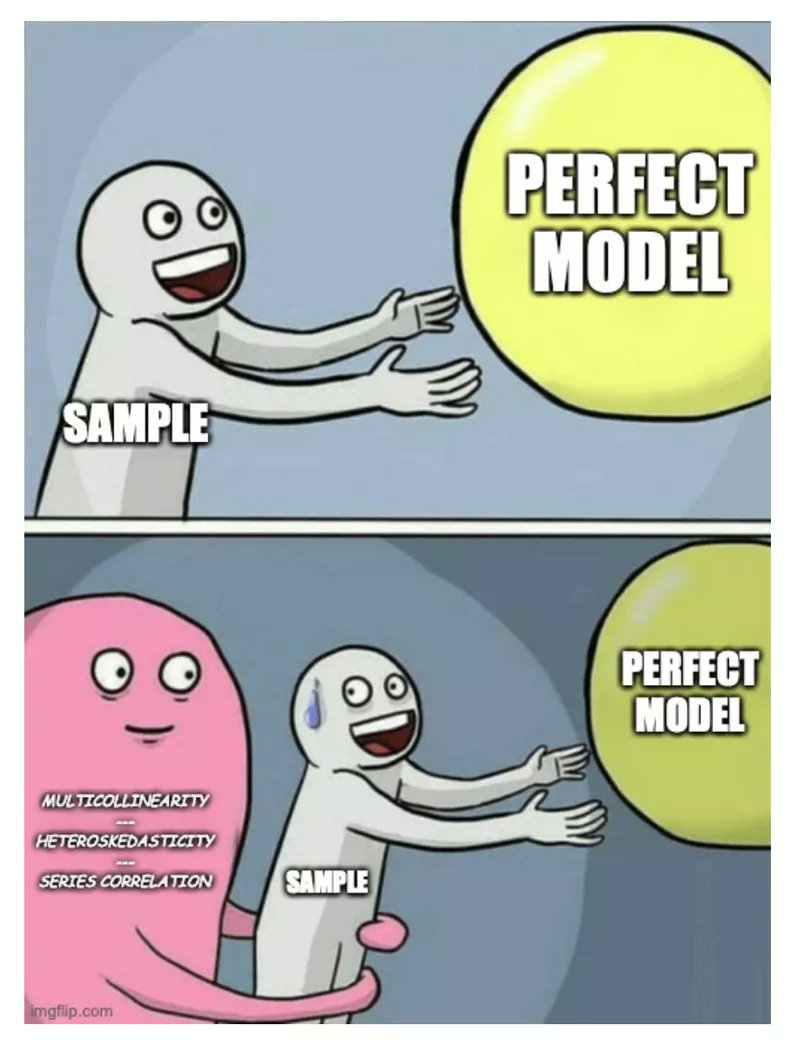 PERFECT
MODEL
SAMPLE
PERFECT
MODEL
MULTICOLLINEARITY
---
HETEROSKEDASTICITY
---
SERIES CORRELATION
SAMPLE
imgflip.com